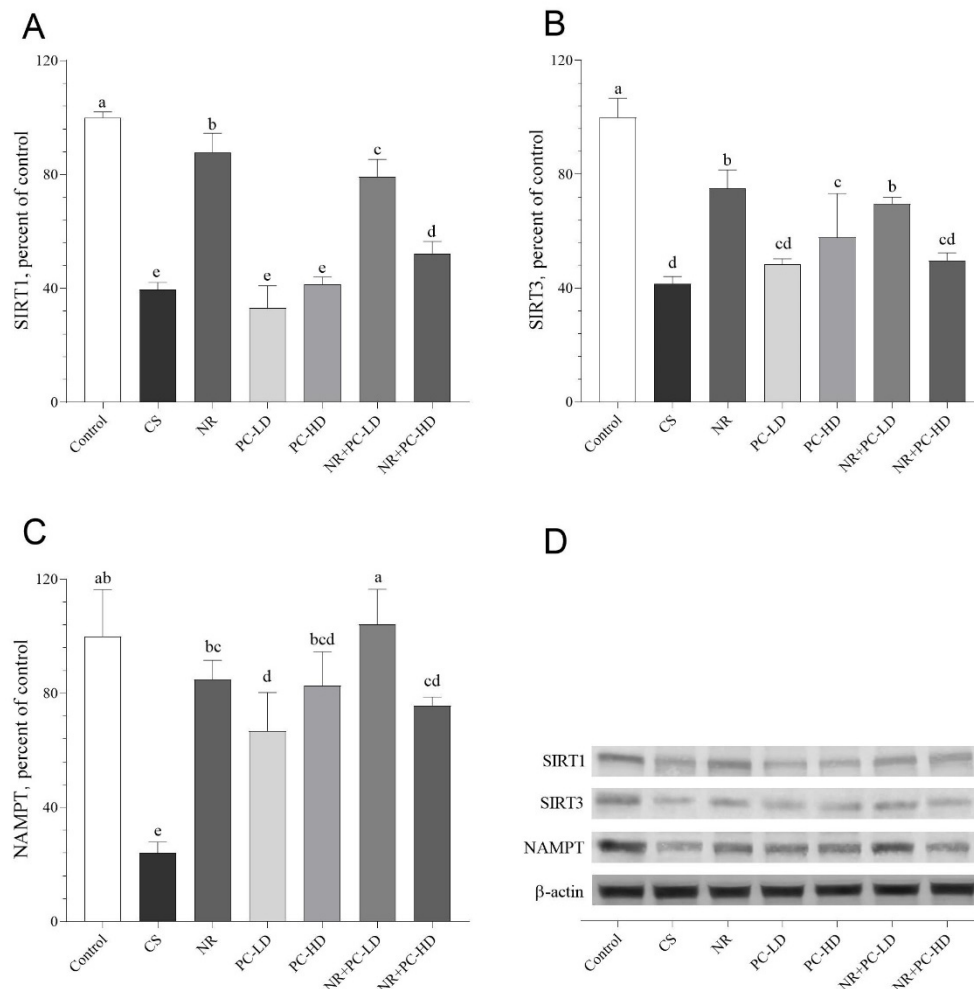 A
SIRT1, percent of control
120
80
40
0
a
e
b
e
e
c
d
Control
CS
NR
PC-LD
PC-HD
NR+PC-LD
NR+PC-HD
B
SIRT3, percent of control
120
80
40
0
a
d
b
cd
c
b
cd
Control
CS
NR
PC-LD
PC-HD
NR+PC-LD
NR+PC-HD
C
NAMPT, percent of control
120
80
40
0
ab
e
bc
d
bcd
a
cd
Control
CS
NR
PC-LD
PC-HD
NR+PC-LD
NR+PC-HD
D
SIRT1
SIRT3
NAMPT
β-actin
Control
CS
NR
PC-LD
PC-HD
NR+PC-LD
NR+PC-HD